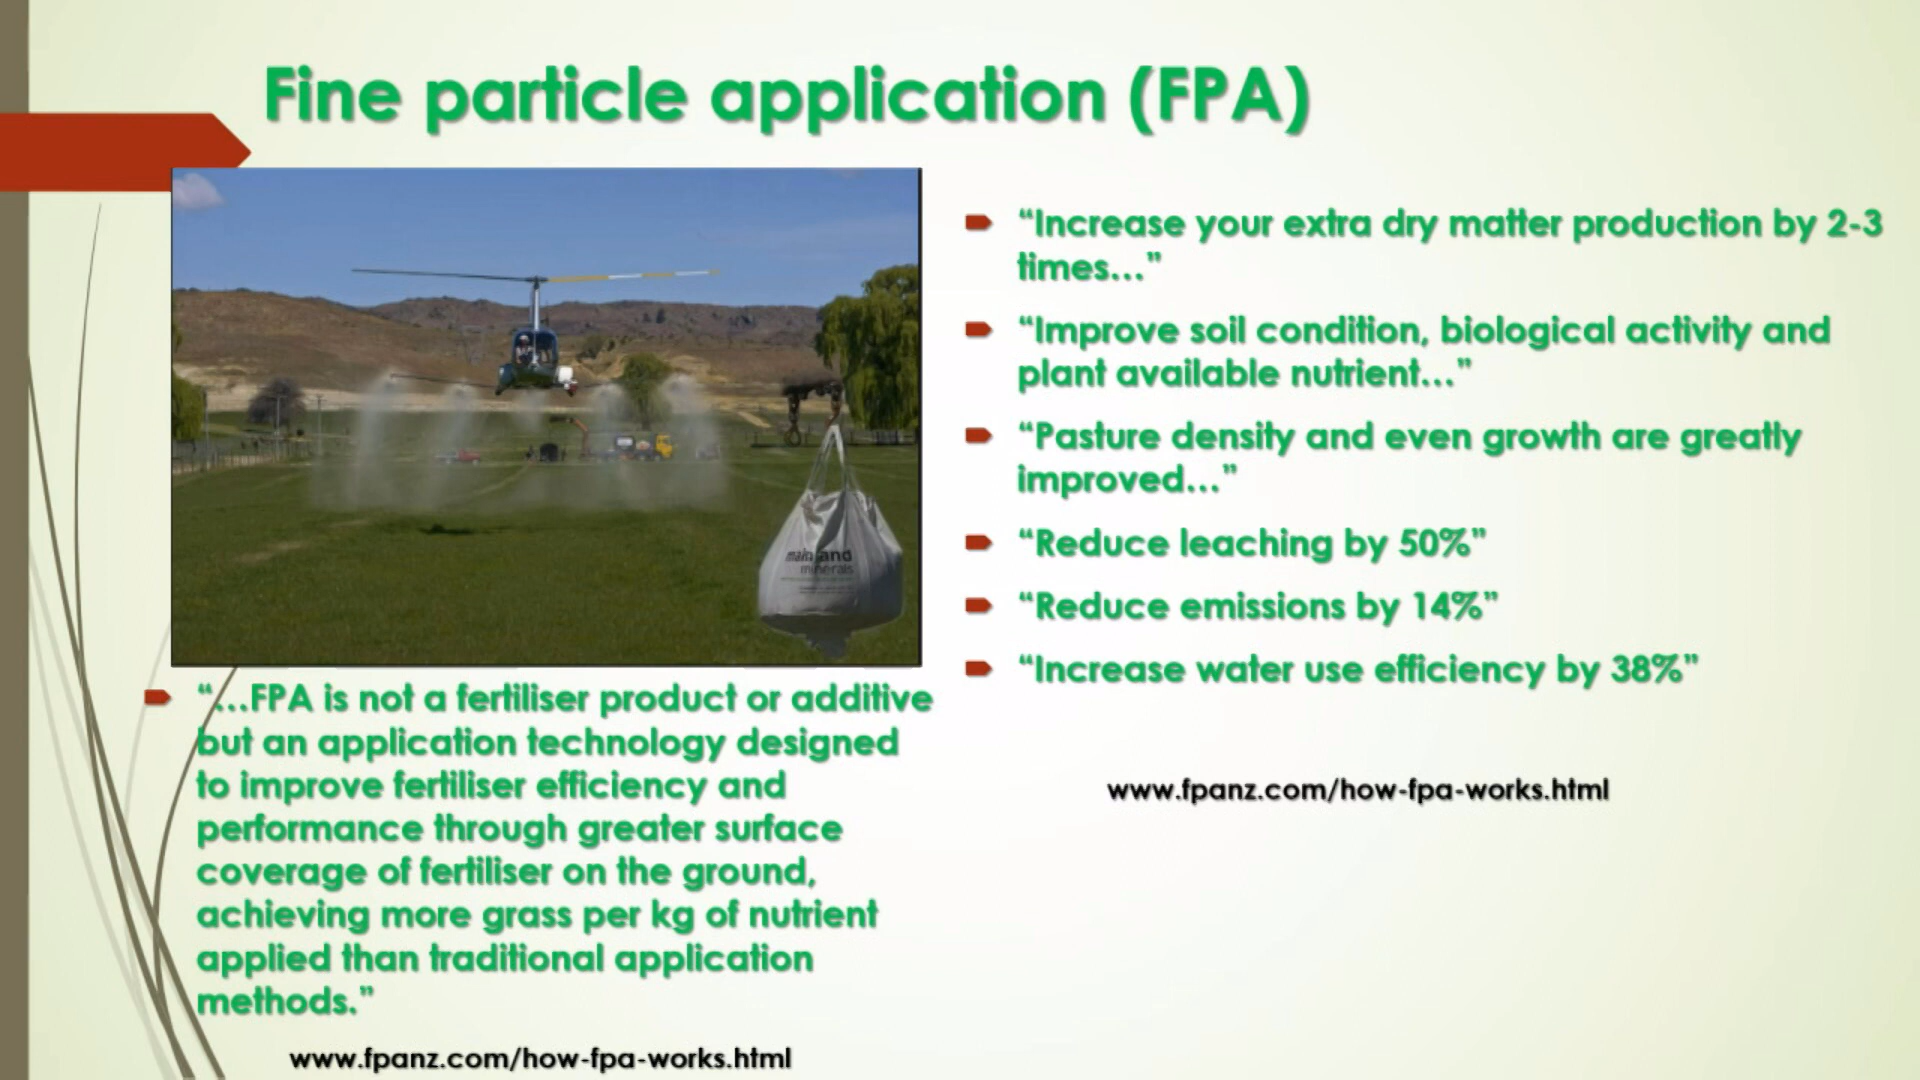 Fine particle application (FPA)
mainland
minerals
“…FPA is not a fertiliser product or additive
but an application technology designed
to improve fertiliser efficiency and
performance through greater surface
coverage of fertiliser on the ground,
achieving more grass per kg of nutrient
applied than traditional application
methods.”
www.fpanz.com/how-fpa-works.html
“Increase your extra dry matter production by 2-3
times…”
“Improve soil condition, biological activity and
plant available nutrient…”
“Pasture density and even growth are greatly
improved…”
“Reduce leaching by 50%”
“Reduce emissions by 14%”
“Increase water use efficiency by 38%”
www.fpanz.com/how-fpa-works.html